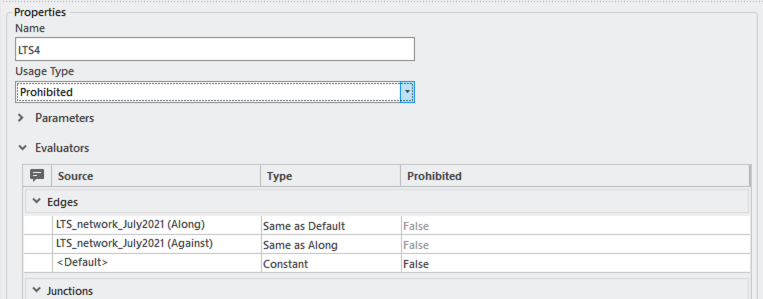 Properties
Name
LTS4
Usage Type
Prohibited
Parameters
Evaluators
Source Type Prohibited
Edges
LTS_network_July2021 (Along) Same as Default False
LTS_network_July2021 (Against) Same as Along False
<Default> Constant False
Junctions